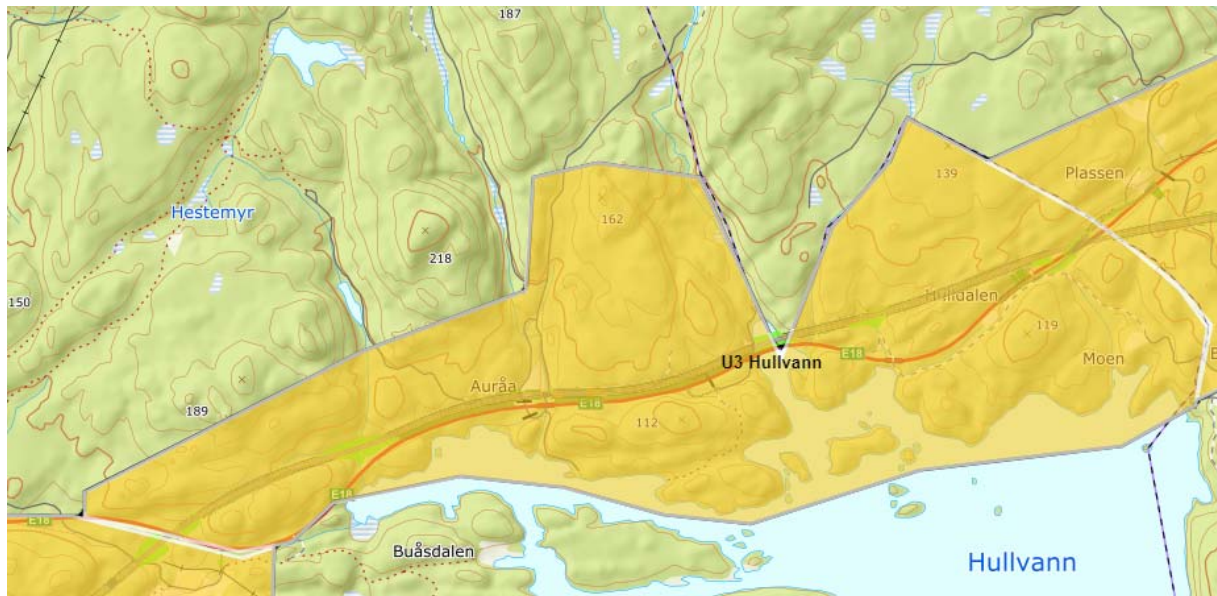 187
Hestemyr
218
150
162
139
Plassen
Hulldalen
119
U3 Hullvann
E18
Moen
Auråa
E18
189
112
E18
E18
Buåsdalen
Hullvann